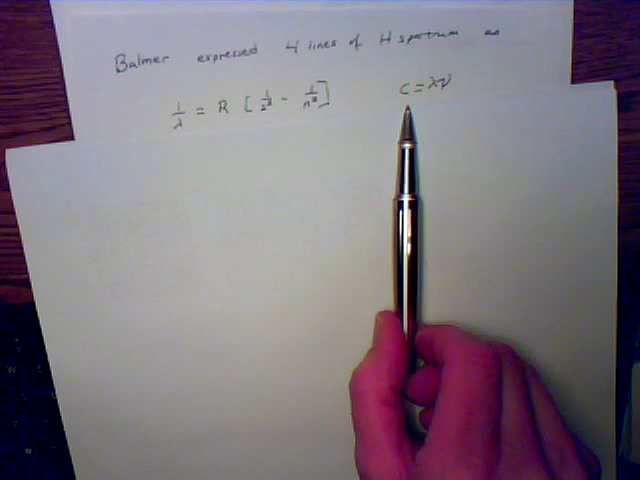 Balmer expressed 4 lines of H spectrum as
1/λ = R [1/2² - 1/n²] C = λν